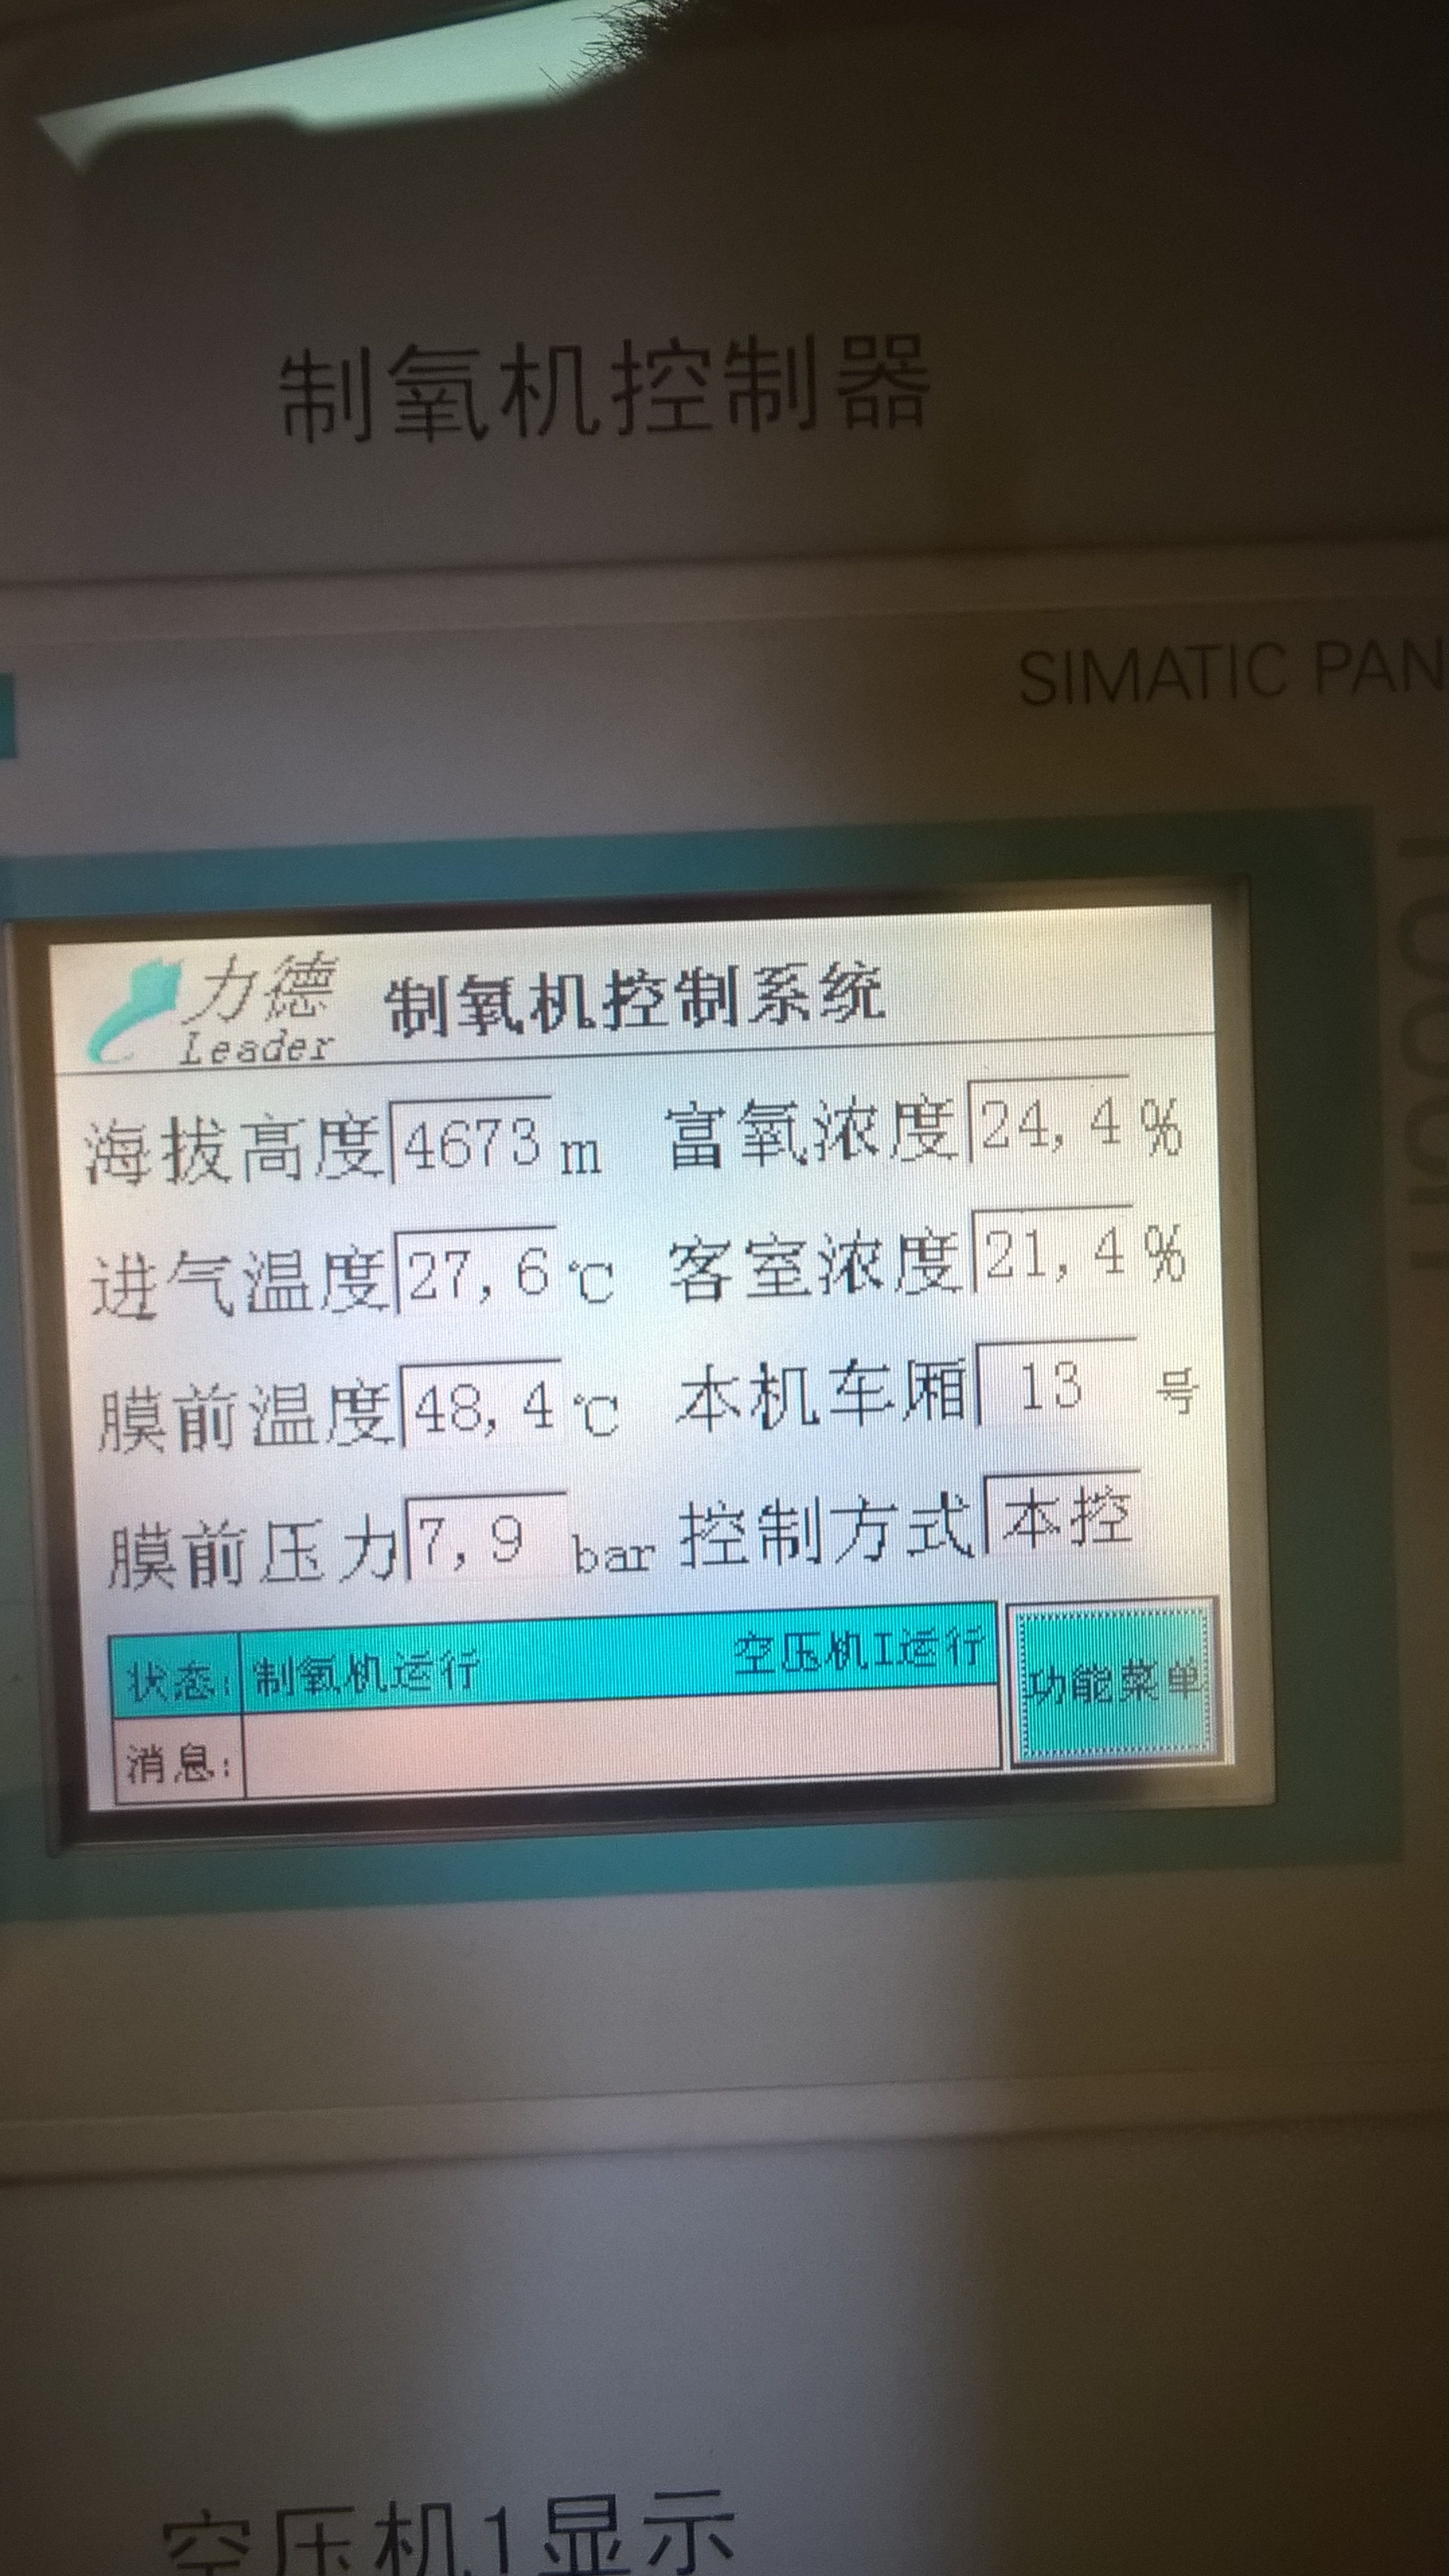 制氧机控制器
SIMATIC PAN
力德
Leader
制氧机控制系统
海拔高度 4673 m 富氧浓度 24,4 %
进气温度 27,6 ℃ 客室浓度 21,4 %
膜前温度 48,4 ℃ 本机车厢 13 号
膜前压力 7,9 bar 控制方式 本控
状态: 制氧机运行 空压机I运行
消息:
功能菜单
空压机1显示